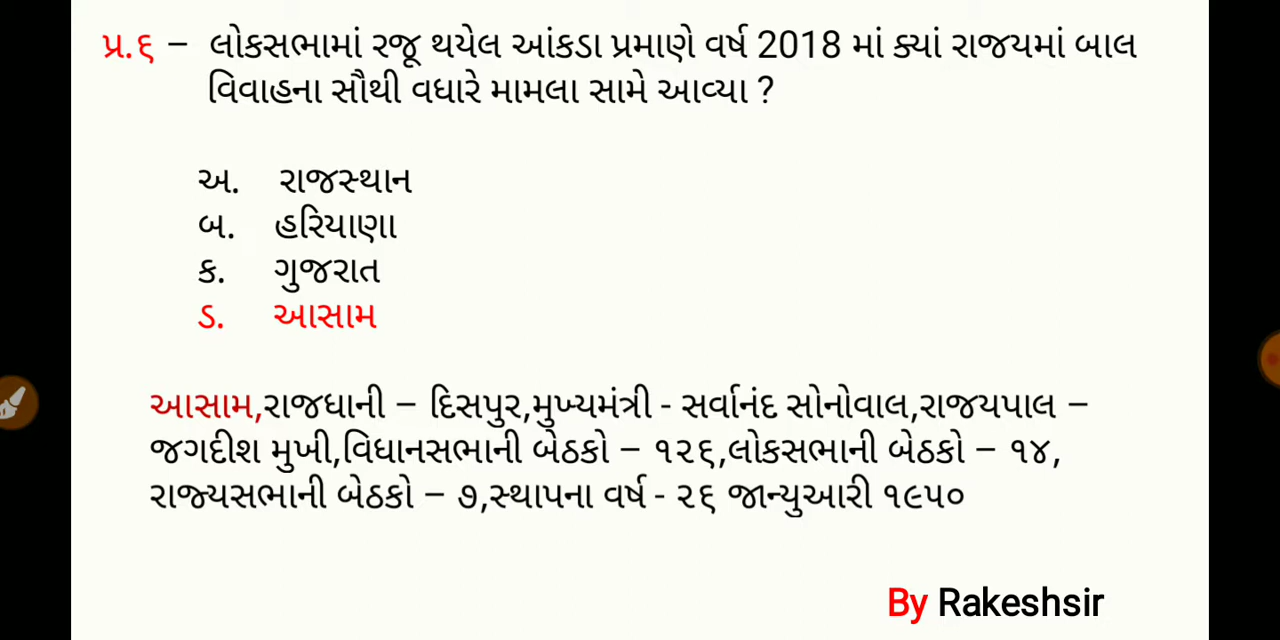 પ્ર.૬ – લોકસભામાં રજૂ થયેલ આંકડા પ્રમાણે વર્ષ 2018 માં ક્યાં રાજયમાં બાલ
વિવાહના સૌથી વધારે મામલા સામે આવ્યા ?
અ. રાજસ્થાન
બ. હરિયાણા
ક. ગુજરાત
ડ. આસામ
આસામ,રાજધાની – દિસપુર,મુખ્યમંત્રી - સર્વાનંદ સોનોવાલ,રાજયપાલ –
જગદીશ મુખી,વિધાનસભાની બેઠકો – ૧૨૬,લોકસભાની બેઠકો – ૧૪,
રાજ્યસભાની બેઠકો – ૭,સ્થાપના વર્ષ - ૨૬ જાન્યુઆરી ૧૯૫૦
By Rakeshsir